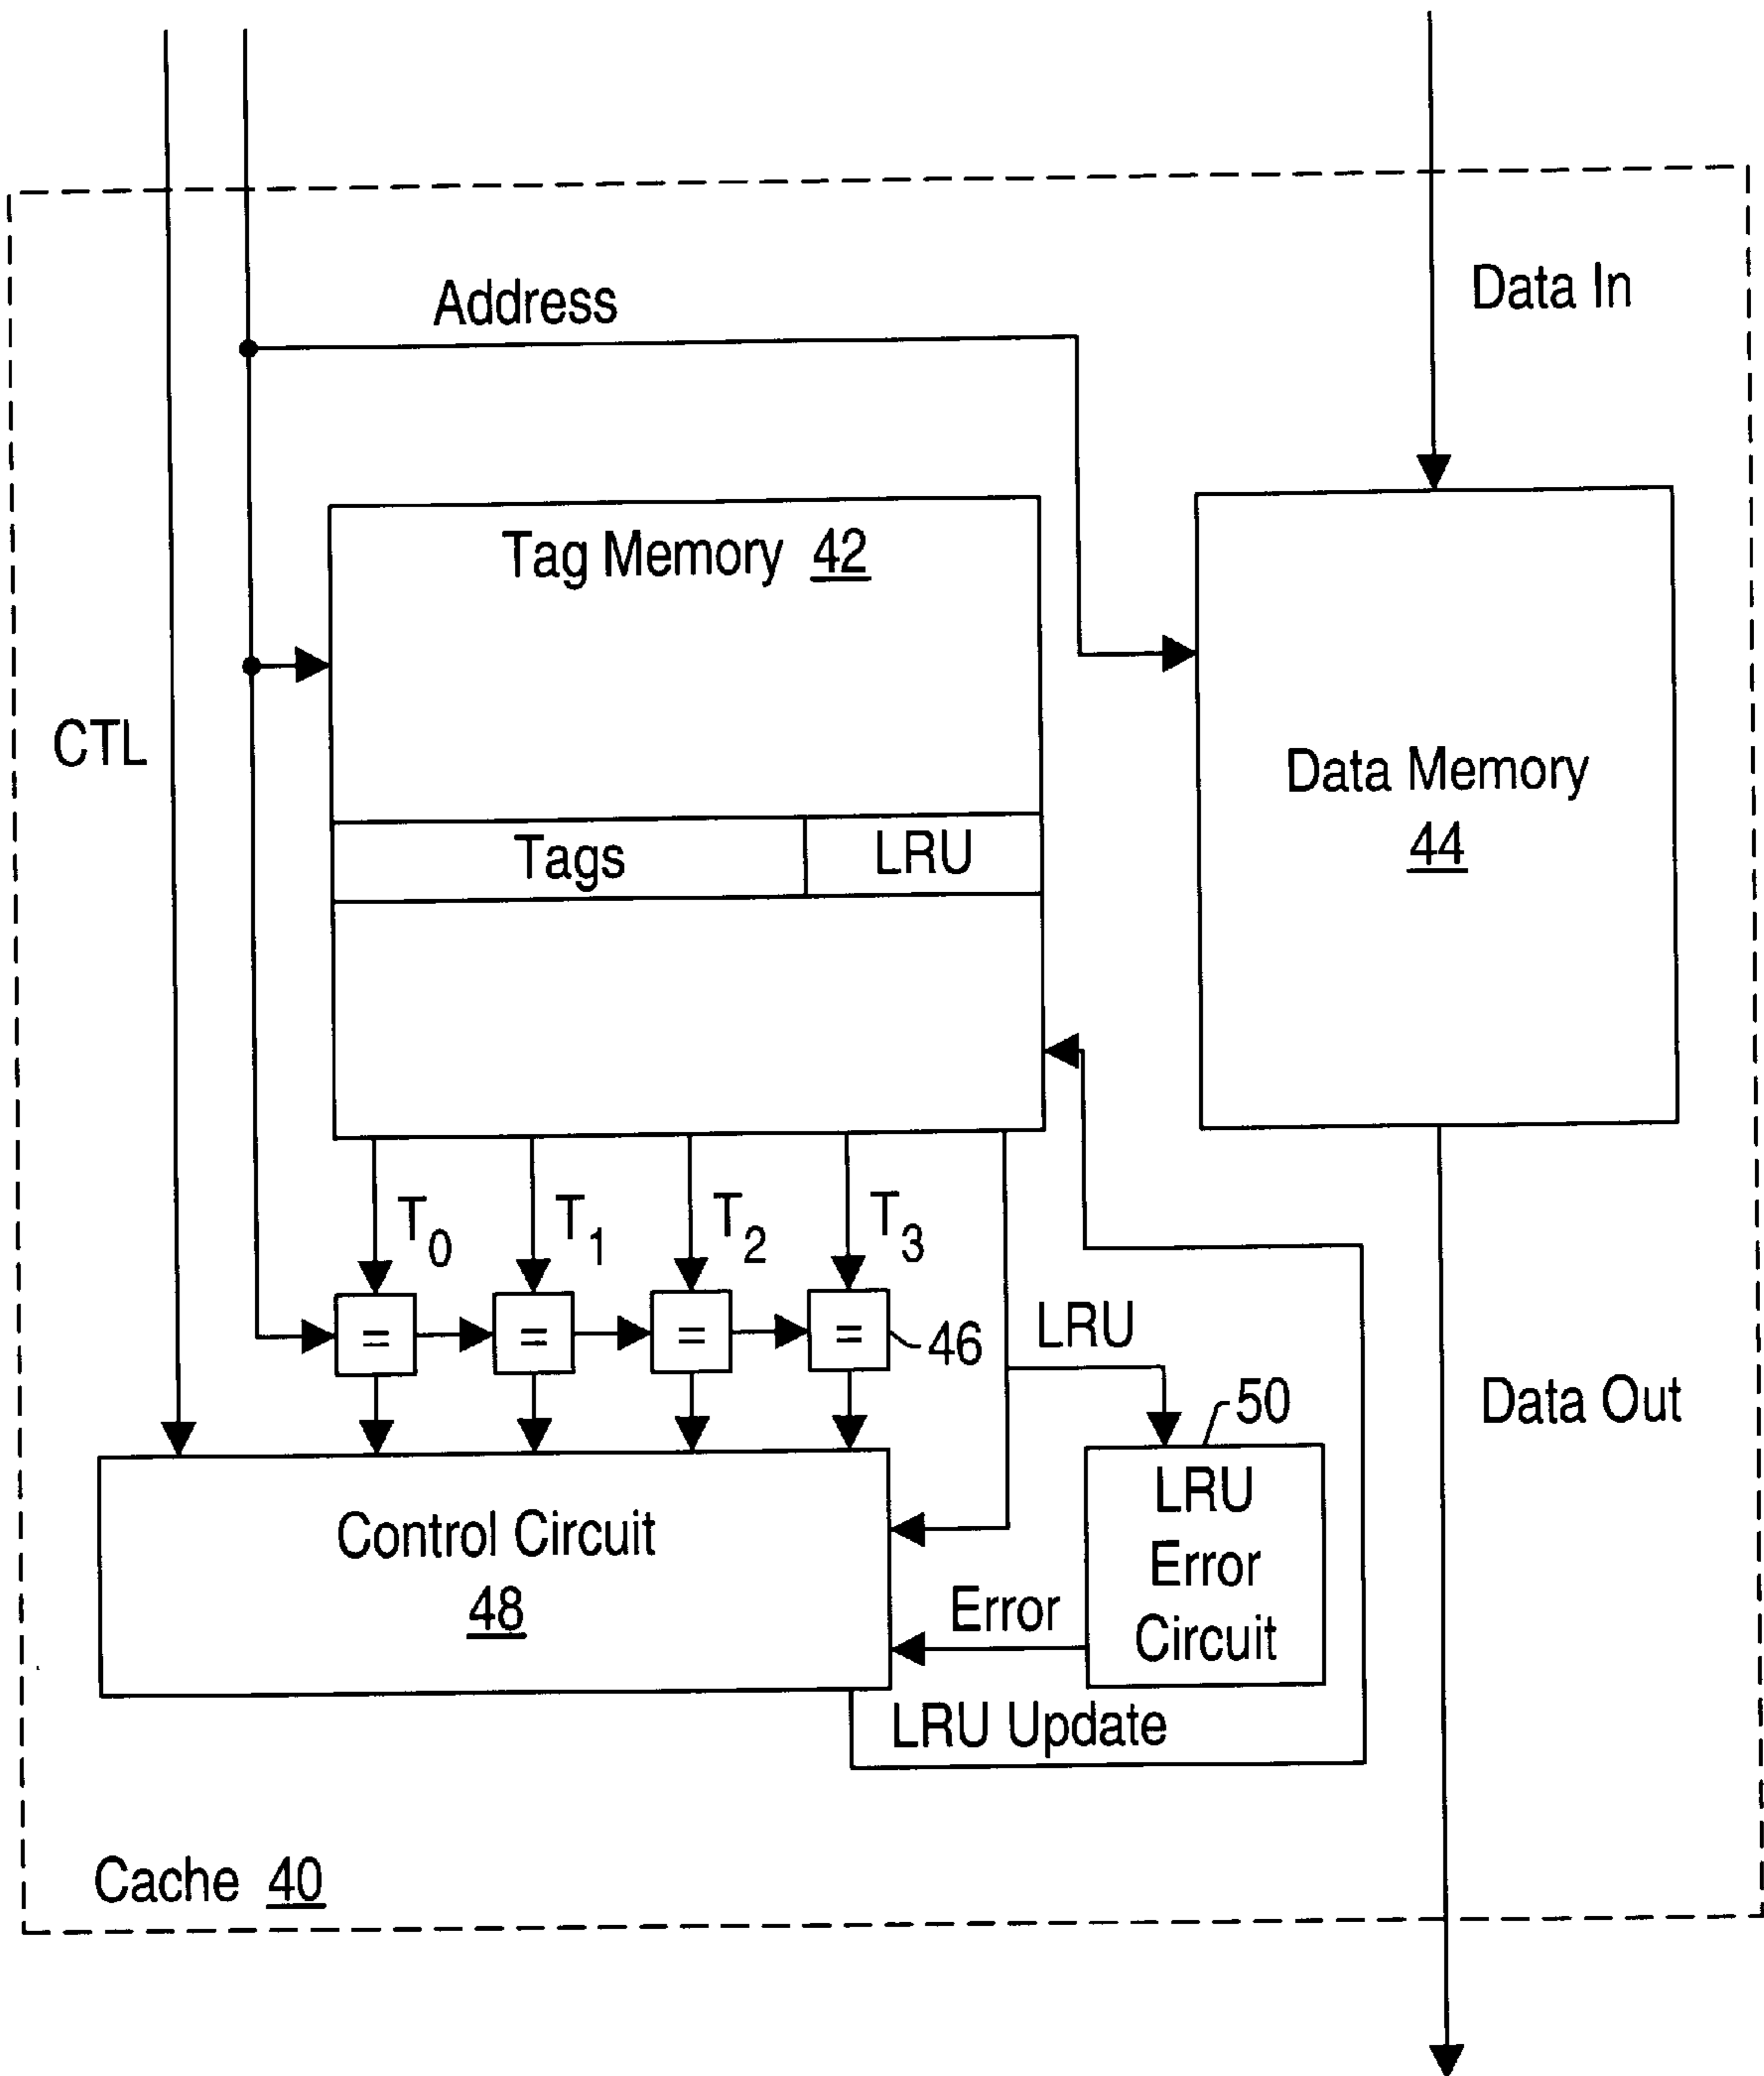 Address
Data In
Tag Memory 42
CTL
Data Memory
44
Tags
LRU
T0
T1
T2
T3
=
=
=
=
46
LRU
50
Data Out
LRU
Error
Circuit
Control Circuit
48
Error
LRU Update
Cache 40